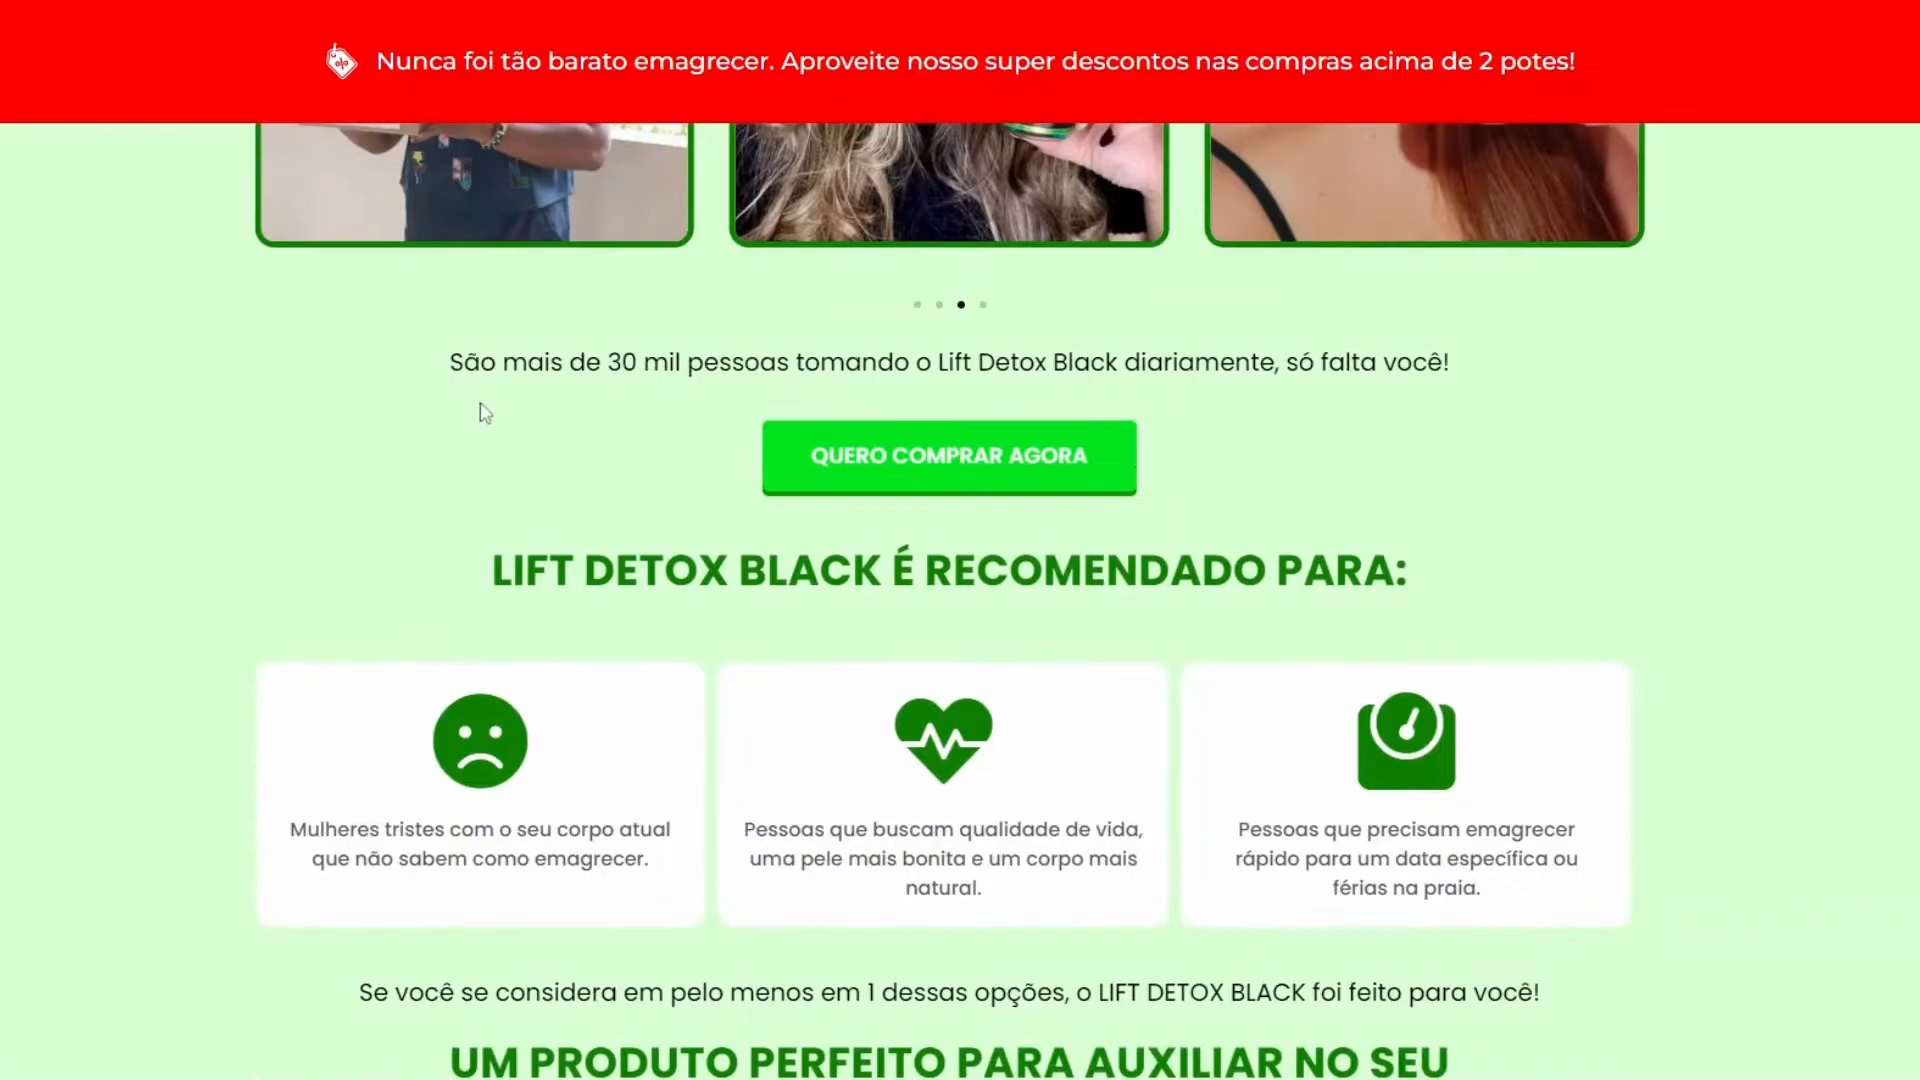 Nunca foi tão barato emagrecer. Aproveite nosso super descontos nas compras acima de 2 potes!
São mais de 30 mil pessoas tomando o Lift Detox Black diariamente, só falta você!
QUERO COMPRAR AGORA
LIFT DETOX BLACK É RECOMENDADO PARA:
Mulheres tristes com o seu corpo atual
que não sabem como emagrecer.
Pessoas que buscam qualidade de vida,
uma pele mais bonita e um corpo mais
natural.
Pessoas que precisam emagrecer
rápido para um data específica ou
férias na praia.
Se você se considera em pelo menos em 1 dessas opções, o LIFT DETOX BLACK foi feito para você!
UM PRODUTO PERFEITO PARA AUXILIAR NO SEU